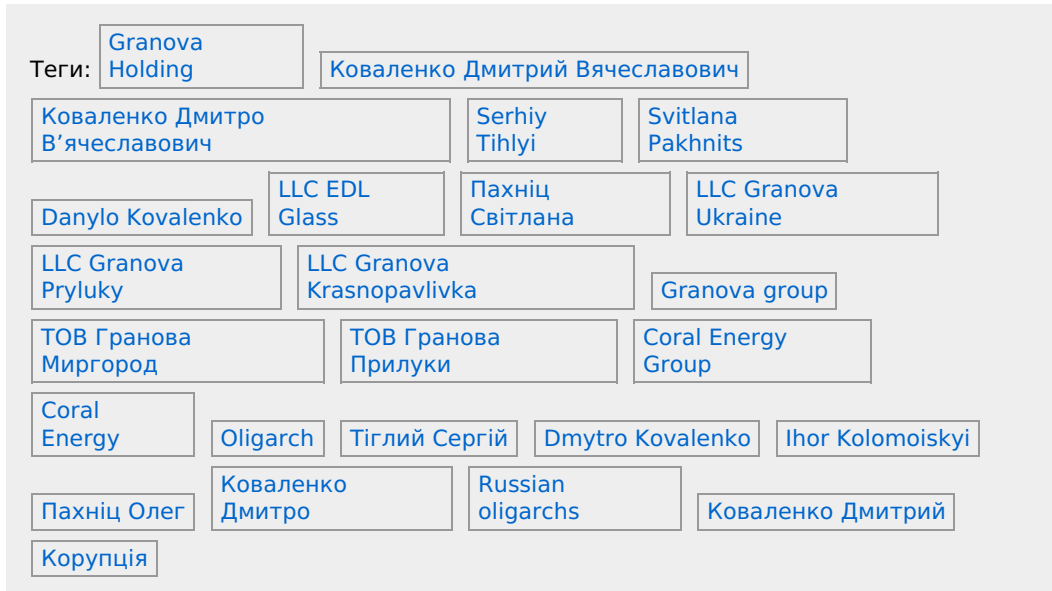 Теги: Granova
Holding
Коваленко Дмитрий Вячеславович
Коваленко Дмитро
В’ячеславович
Serhiy
Tihlyi
Svitlana
Pakhnits
Danylo Kovalenko
LLC EDL
Glass
Пахніц
Світлана
LLC Granova
Ukraine
LLC Granova
Pryluky
LLC Granova
Krasnopavlivka
Granova group
ТОВ Гранова
Миргород
ТОВ Гранова
Прилуки
Coral Energy
Group
Coral
Energy
Oligarch
Тіглий Сергій
Dmytro Kovalenko
Ihor Kolomoiskyi
Пахніц Олег
Коваленко
Дмитро
Russian
oligarchs
Коваленко Дмитрий
Корупція